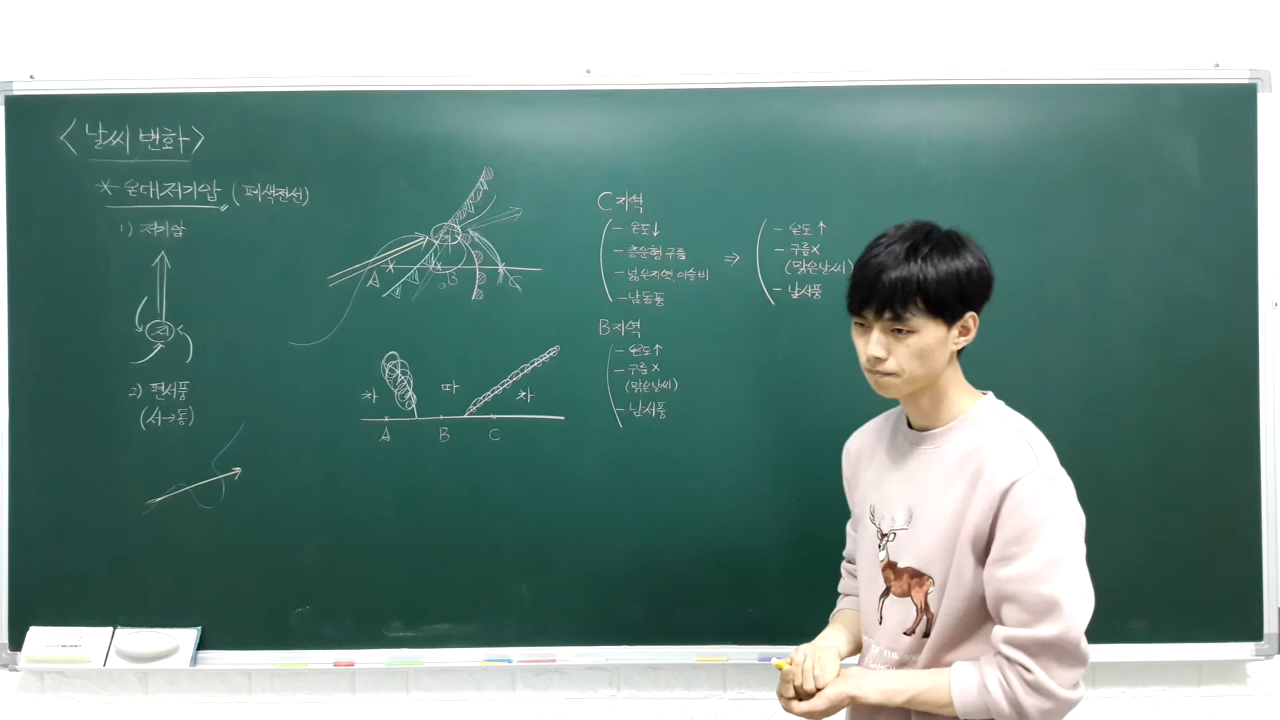 <날씨 변화>
* 온대저기압 (폐색전선)
1) 저기압
저
2) 편서풍
(서→동)
A B C
차 따 차
A B C
C지역
- 온도↓
- 층운형 구름
- 넓은지역, 이슬비
- 남동풍
⇒
- 온도↑
- 구름X
(맑은날씨)
- 남서풍
B지역
- 온도↑
- 구름X
(맑은날씨)
- 남서풍